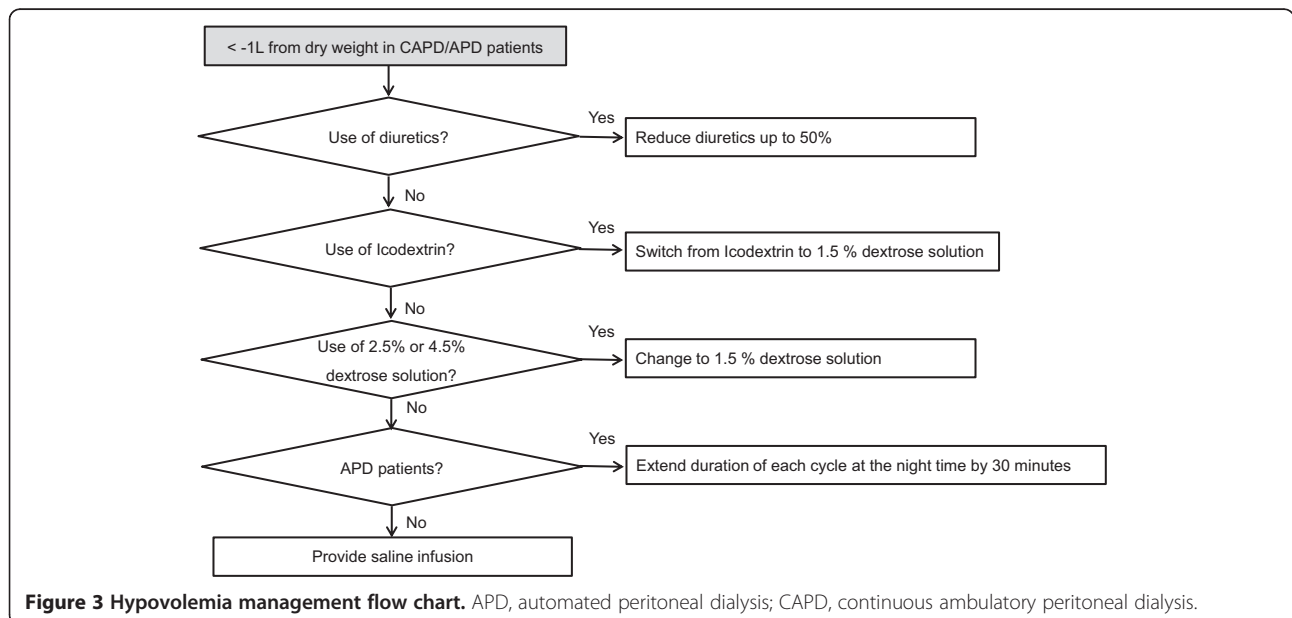 < -1L from dry weight in CAPD/APD patients
Use of diuretics?
Yes
Reduce diuretics up to 50%
No
Use of Icodextrin?
Yes
Switch from Icodextrin to 1.5 % dextrose solution
No
Use of 2.5% or 4.5%
dextrose solution?
Yes
Change to 1.5 % dextrose solution
No
APD patients?
Yes
Extend duration of each cycle at the night time by 30 minutes
No
Provide saline infusion
Figure 3 Hypovolemia management flow chart. APD, automated peritoneal dialysis; CAPD, continuous ambulatory peritoneal dialysis.